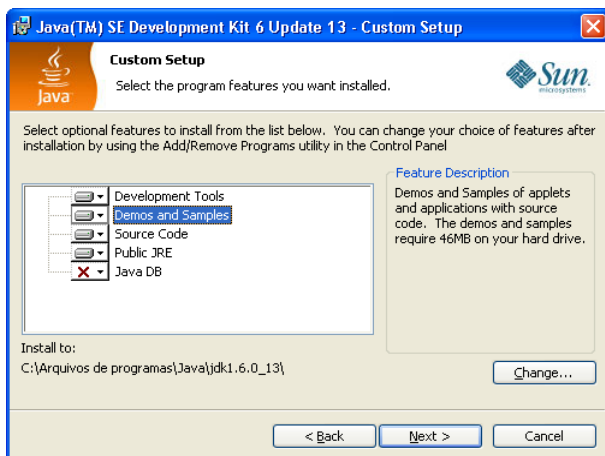 Java(TM) SE Development Kit 6 Update 13 - Custom Setup
Java
Custom Setup
Select the program features you want installed.
Sun
microsystems
Select optional features to install from the list below. You can change your choice of features after
installation by using the Add/Remove Programs utility in the Control Panel
Development Tools
Demos and Samples
Source Code
Public JRE
Java DB
Feature Description
Demos and Samples of applets
and applications with source
code. The demos and samples
require 46MB on your hard drive.
Install to:
C:\Arquivos de programas\Java\jdk1.6.0_13\
Change...
< Back
Next >
Cancel